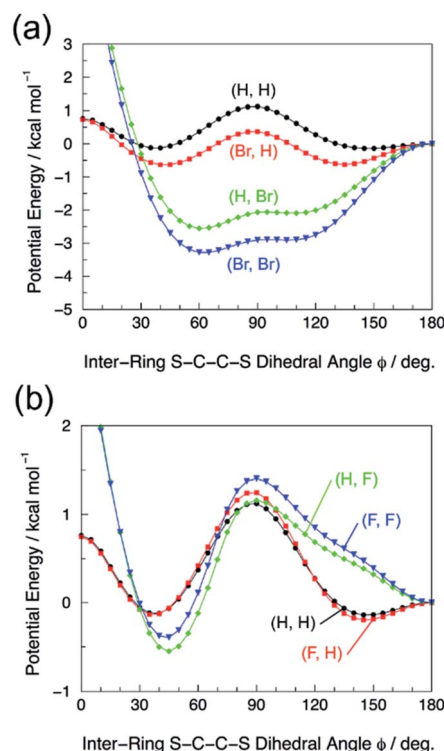 (a)
Potential Energy / kcal mol⁻¹
3
2
1
0
−1
−2
−3
−4
−5
(H, H)
(Br, H)
(H, Br)
(Br, Br)
0 30 60 90 120 150 180
Inter−Ring S−C−C−S Dihedral Angle ϕ / deg.
(b)
Potential Energy / kcal mol⁻¹
2
1
0
−1
(H, F)
(F, F)
(H, H)
(F, H)
0 30 60 90 120 150 180
Inter−Ring S−C−C−S Dihedral Angle ϕ / deg.